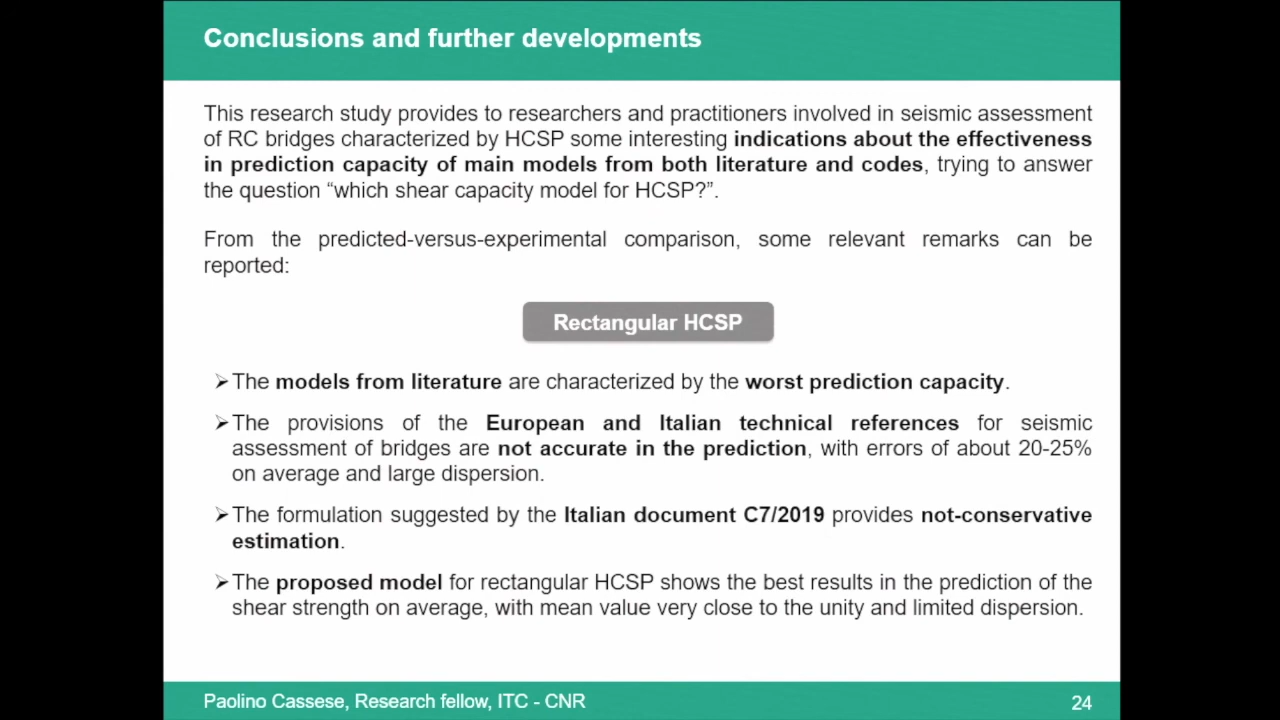 Conclusions and further developments
This research study provides to researchers and practitioners involved in seismic assessment
of RC bridges characterized by HCSP some interesting indications about the effectiveness
in prediction capacity of main models from both literature and codes, trying to answer
the question “which shear capacity model for HCSP?”.
From the predicted-versus-experimental comparison, some relevant remarks can be
reported:
Rectangular HCSP
➢The models from literature are characterized by the worst prediction capacity.
➢The provisions of the European and Italian technical references for seismic
assessment of bridges are not accurate in the prediction, with errors of about 20-25%
on average and large dispersion.
➢The formulation suggested by the Italian document C7/2019 provides not-conservative
estimation.
➢The proposed model for rectangular HCSP shows the best results in the prediction of the
shear strength on average, with mean value very close to the unity and limited dispersion.
Paolino Cassese, Research fellow, ITC - CNR
24